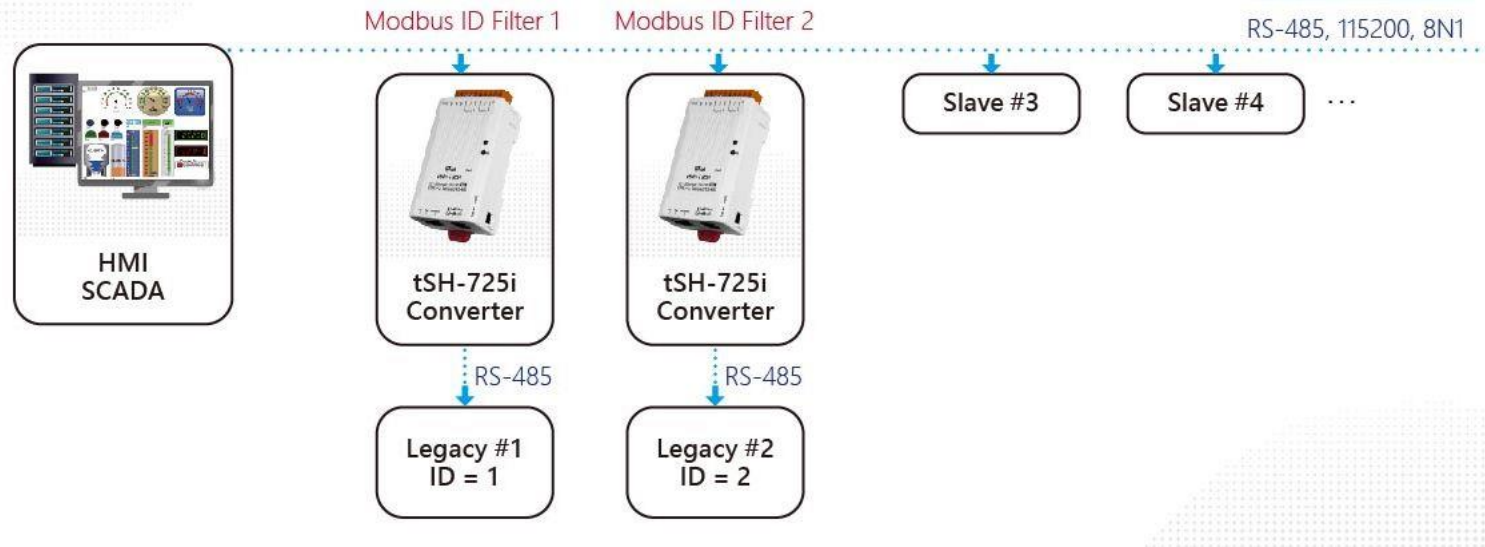 Modbus ID Filter 1
Modbus ID Filter 2
RS-485, 115200, 8N1
HMI
SCADA
tSH-725i
Converter
tSH-725i
Converter
Slave #3
Slave #4
...
RS-485
RS-485
Legacy #1
ID = 1
Legacy #2
ID = 2